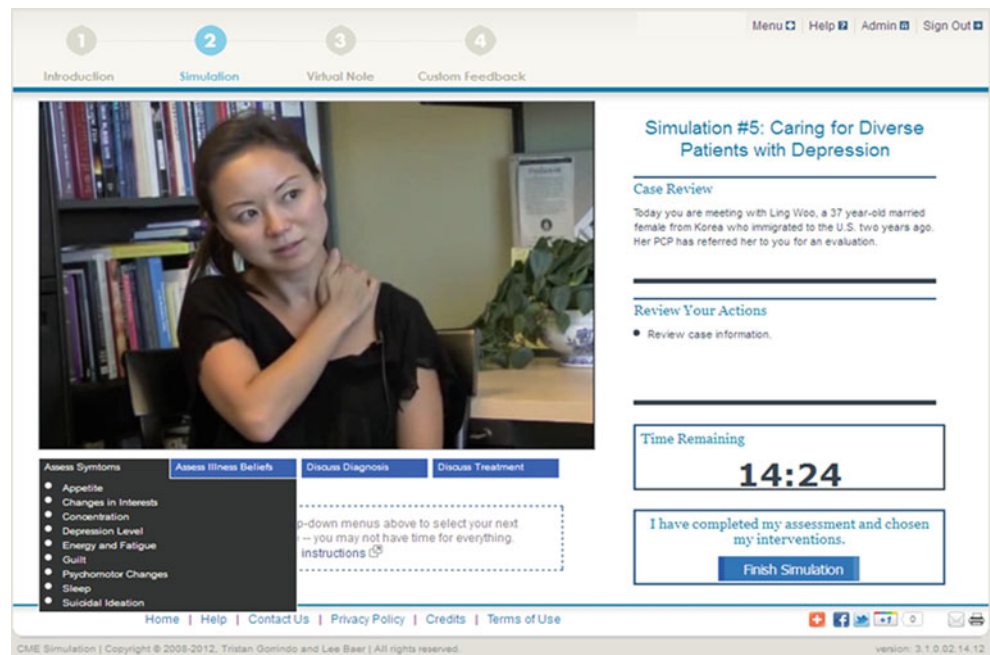 Menu Help Admin Sign Out
1 2 3 4
Introduction Simulation Virtual Note Custom Feedback
Simulation #5: Caring for Diverse
Patients with Depression
Case Review
Today you are meeting with Ling Woo, a 37 year-old married
female from Korea who immigrated to the U.S. two years ago.
Her PCP has referred her to you for an evaluation.
Review Your Actions
Review case information.
Time Remaining
14:24
I have completed my assessment and chosen
my interventions.
Finish Simulation
Assess Symtoms Assess Illness Beliefs Discuss Diagnosis Discuss Treatment
Appetite
Changes in Interests
Concentration
Depression Level
Energy and Fatigue
Guilt
Psychomotor Changes
Sleep
Suicidal Ideation
p-down menus above to select your next
-- you may not have time for everything.
instructions
Home | Help | Contact Us | Privacy Policy | Credits | Terms of Use
+1 0
CME Simulation | Copyright © 2008-2012, Tristan Gorrindo and Lee Baer | All rights reserved.
version: 3.1.0.02.14.12